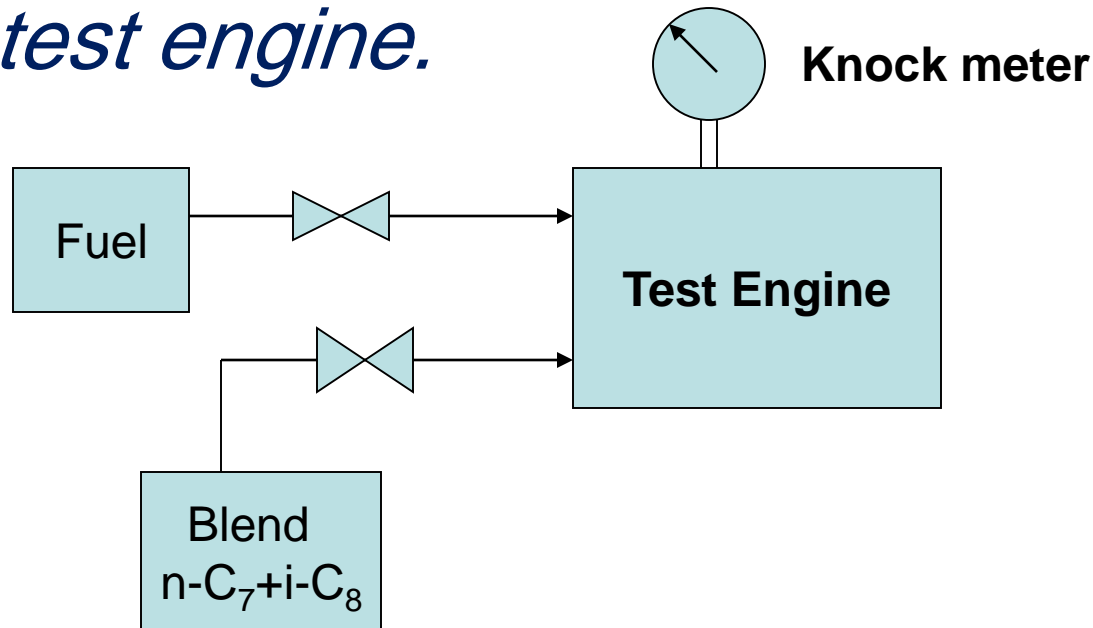 test engine.
Knock meter
Fuel
Test Engine
Blend
n-C₇+i-C₈